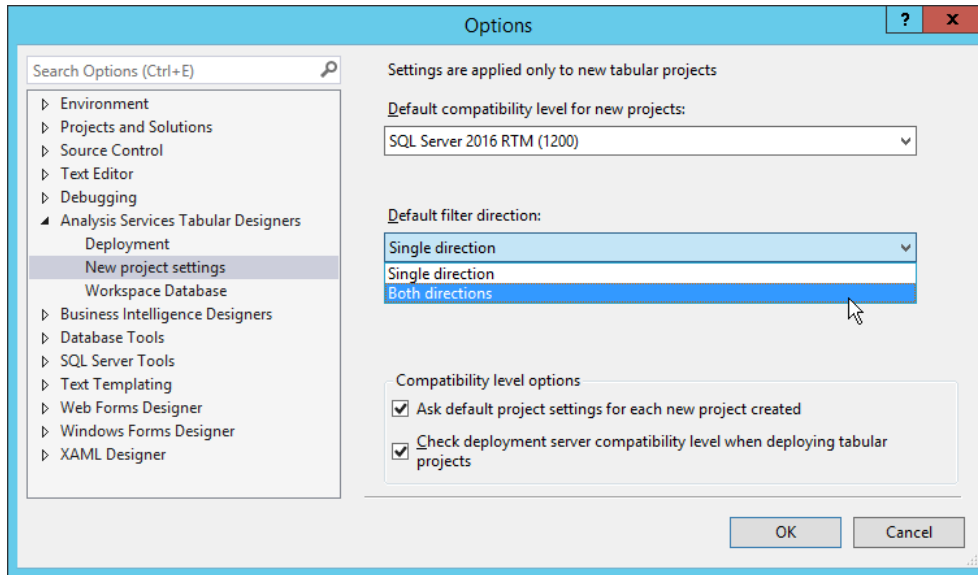 Options
? x
Search Options (Ctrl+E)
Environment
Projects and Solutions
Source Control
Text Editor
Debugging
Analysis Services Tabular Designers
Deployment
New project settings
Workspace Database
Business Intelligence Designers
Database Tools
SQL Server Tools
Text Templating
Web Forms Designer
Windows Forms Designer
XAML Designer
Settings are applied only to new tabular projects
Default compatibility level for new projects:
SQL Server 2016 RTM (1200)
Default filter direction:
Single direction
Single direction
Both directions
Compatibility level options
Ask default project settings for each new project created
Check deployment server compatibility level when deploying tabular
projects
OK
Cancel